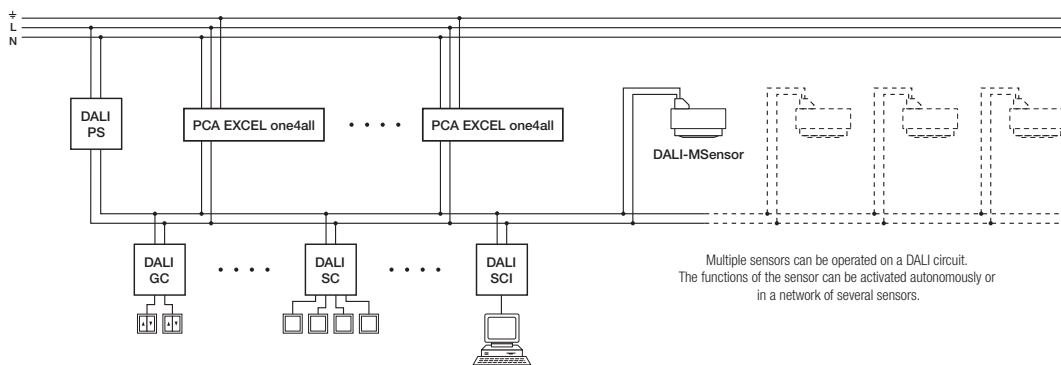 ⏚
L
N
DALI
PS
PCA EXCEL one4all
PCA EXCEL one4all
DALI-MSensor
DALI
GC
DALI
SC
DALI
SCI
Multiple sensors can be operated on a DALI circuit.
The functions of the sensor can be activated autonomously or
in a network of several sensors.